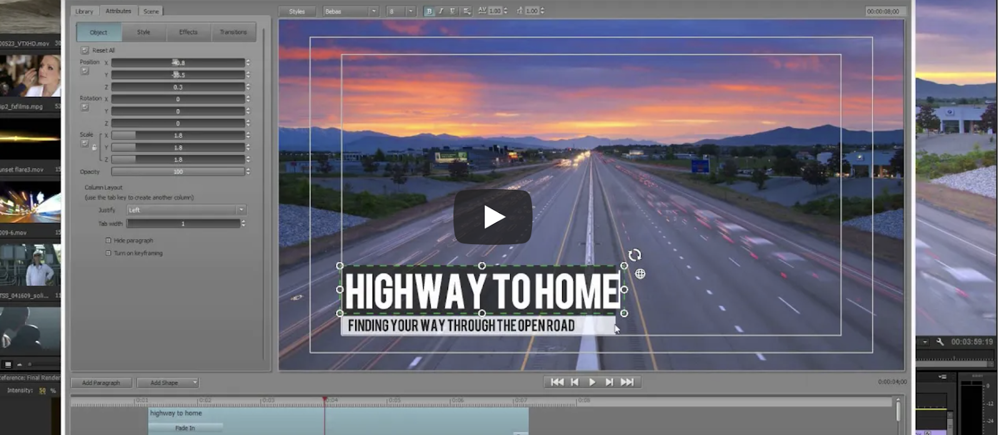 Library Attributes Scene
Styles Bebas 8 B I U AV 1.00 1.00 00:00:08;00
Object Style Effects Transitions
Reset All
Position X -40.8
Y -35.5
Z 0.3
Rotation X 0
Y 0
Z 0
Scale X 1.8
Y 1.8
Z 1.8
Opacity 100
Column Layout
(use the tab key to create another column)
Justify Left
Tab width 1
Hide paragraph
Turn on keyframing
00523_VTXHD.mov
ip2_fxfilms.mpg 53
unset flare3.mov 15
009-6.mov 15
TSS_041609_soli... 11
eference: Final Render
Intensity: 50 %
HIGHWAY TO HOME
FINDING YOUR WAY THROUGH THE OPEN ROAD
Add Paragraph Add Shape
0:00:04;00
0:01 0:02 0:03 0:04 0:05 0:06 0:07 0:08
highway to home
Fade In
00:03:59:19
0
-12
-24